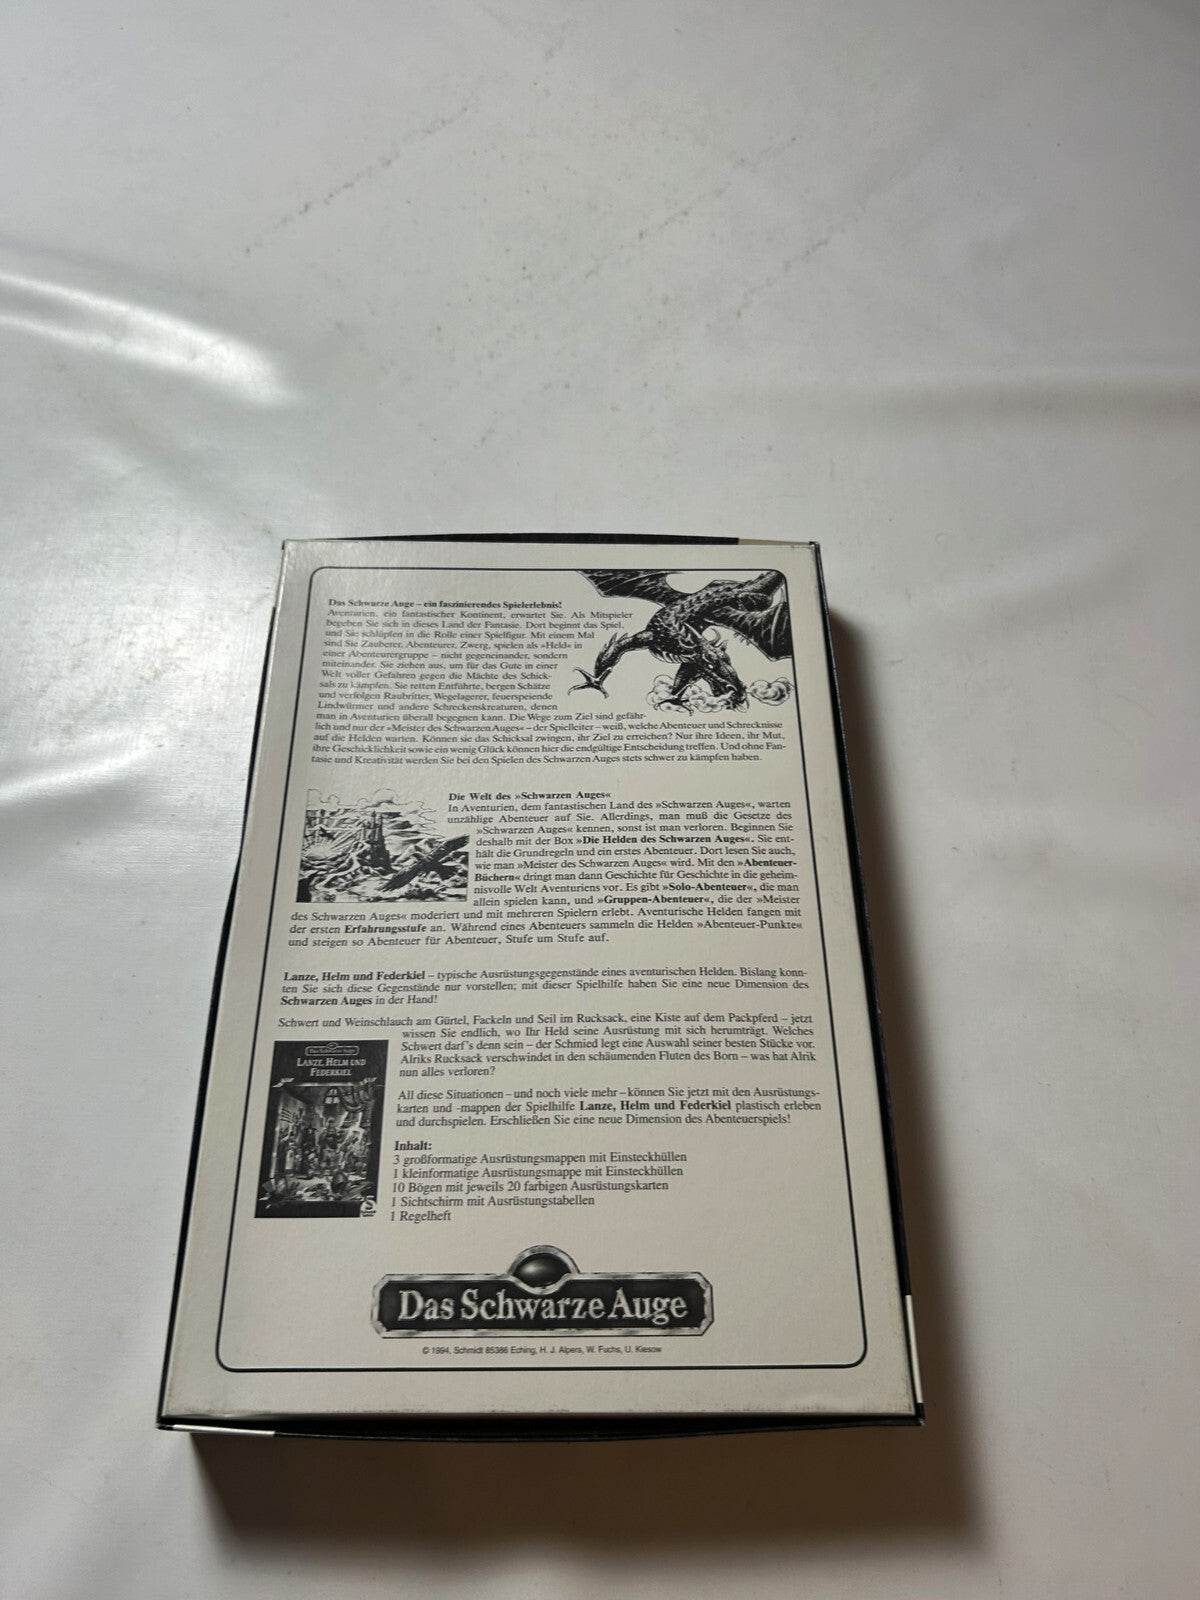 Das Schwarze Auge – ein faszinierendes Spielerlebnis!
Aventurien, ein fantastischer Kontinent, erwartet Sie. Als Mitspieler
begeben Sie sich in dieses Land der Fantasie. Dort beginnt das Spiel,
und Sie schlüpfen in die Rolle einer Spielfigur. Mit einem Mal
sind Sie Zauberer, Abenteurer, Zwerg, spielen als »Held« in
einer Abenteurergruppe – nicht gegeneinander, sondern
miteinander. Sie ziehen aus, um für das Gute in einer
Welt voller Gefahren gegen die Mächte des Schick-
sals zu kämpfen. Sie retten Entführte, bergen Schätze
und verfolgen Raubritter, Wegelagerer, feuerspeiende
Lindwürmer und andere Schreckenskreaturen, denen
man in Aventurien überall begegnen kann. Die Wege zum Ziel sind gefähr-
lich und nur der »Meister des Schwarzen Auges« – der Spielleiter – weiß, welche Abenteuer und Schrecknisse
auf die Helden warten. Können sie das Schicksal zwingen, ihr Ziel zu erreichen? Nur ihre Ideen, ihr Mut,
ihre Geschicklichkeit sowie ein wenig Glück können hier die endgültige Entscheidung treffen. Und ohne Fan-
tasie und Kreativität werden Sie bei den Spielen des Schwarzen Auges stets schwer zu kämpfen haben.
Die Welt des »Schwarzen Auges«
In Aventurien, dem fantastischen Land des »Schwarzen Auges«, warten
unzählige Abenteuer auf Sie. Allerdings, man muß die Gesetze des
»Schwarzen Auges« kennen, sonst ist man verloren. Beginnen Sie
deshalb mit der Box »Die Helden des Schwarzen Auges«. Sie ent-
hält die Grundregeln und ein erstes Abenteuer. Dort lesen Sie auch,
wie man »Meister des Schwarzen Auges« wird. Mit den »Abenteuer-
Büchern« dringt man dann Geschichte für Geschichte in die geheim-
nisvolle Welt Aventuriens vor. Es gibt »Solo-Abenteuer«, die man
allein spielen kann, und »Gruppen-Abenteuer«, die der »Meister
des Schwarzen Auges« moderiert und mit mehreren Spielern erlebt. Aventurische Helden fangen mit
der ersten Erfahrungsstufe an. Während eines Abenteuers sammeln die Helden »Abenteuer-Punkte«
und steigen so Abenteuer für Abenteuer, Stufe um Stufe auf.
Lanze, Helm und Federkiel – typische Ausrüstungsgegenstände eines aventurischen Helden. Bislang konn-
ten Sie sich diese Gegenstände nur vorstellen; mit dieser Spielhilfe haben Sie eine neue Dimension des
Schwarzen Auges in der Hand!
Schwert und Weinschlauch am Gürtel, Fackeln und Seil im Rucksack, eine Kiste auf dem Packpferd – jetzt
wissen Sie endlich, wo Ihr Held seine Ausrüstung mit sich herumträgt. Welches
Schwert darf's denn sein – der Schmied legt eine Auswahl seiner besten Stücke vor.
Alriks Rucksack verschwindet in den schäumenden Fluten des Born – was hat Alrik
nun alles verloren?
Das Schwarze Auge
LANZE, HELM UND
FEDERKIEL
All diese Situationen – und noch viele mehr – können Sie jetzt mit den Ausrüstungs-
karten und -mappen der Spielhilfe Lanze, Helm und Federkiel plastisch erleben
und durchspielen. Erschließen Sie eine neue Dimension des Abenteuerspiels!
Inhalt:
3 großformatige Ausrüstungsmappen mit Einsteckhüllen
1 kleinformatige Ausrüstungsmappe mit Einsteckhüllen
10 Bögen mit jeweils 20 farbigen Ausrüstungskarten
1 Sichtschirm mit Ausrüstungstabellen
1 Regelheft
Das Schwarze Auge
© 1994, Schmidt 85386 Eching, H. J. Alpers, W. Fuchs, U. Kiesow